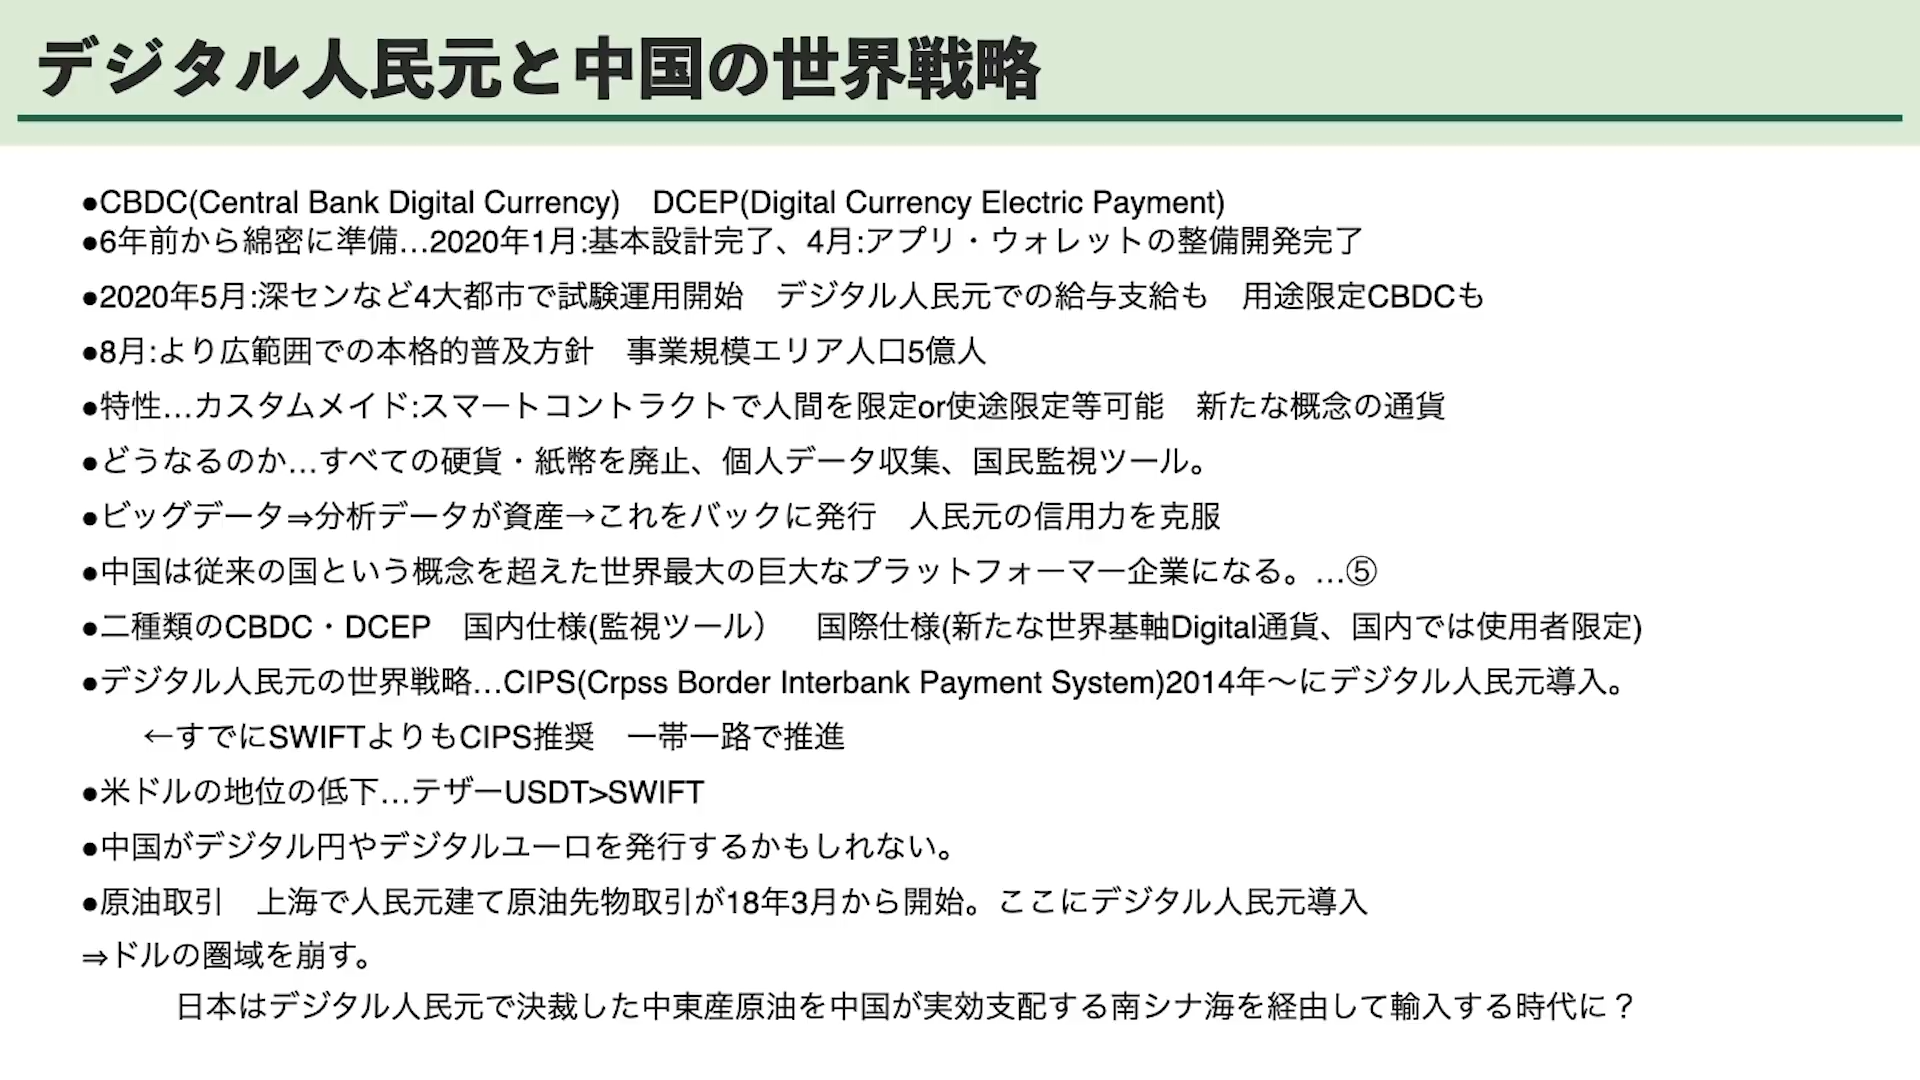 デジタル人民元と中国の世界戦略
●CBDC(Central Bank Digital Currency)　DCEP(Digital Currency Electric Payment)
●6年前から綿密に準備…2020年1月:基本設計完了、4月:アプリ・ウォレットの整備開発完了
●2020年5月:深センなど4大都市で試験運用開始　デジタル人民元での給与支給も　用途限定CBDCも
●8月:より広範囲での本格的普及方針　事業規模エリア人口5億人
●特性…カスタムメイド:スマートコントラクトで人間を限定or使途限定等可能　新たな概念の通貨
●どうなるのか…すべての硬貨・紙幣を廃止、個人データ収集、国民監視ツール。
●ビッグデータ⇒分析データが資産→これをバックに発行　人民元の信用力を克服
●中国は従来の国という概念を超えた世界最大の巨大なプラットフォーマー企業になる。…⑤
●二種類のCBDC・DCEP　国内仕様(監視ツール）　国際仕様(新たな世界基軸Digital通貨、国内では使用者限定)
●デジタル人民元の世界戦略…CIPS(Crpss Border Interbank Payment System)2014年〜にデジタル人民元導入。
←すでにSWIFTよりもCIPS推奨　一帯一路で推進
●米ドルの地位の低下…テザーUSDT>SWIFT
●中国がデジタル円やデジタルユーロを発行するかもしれない。
●原油取引　上海で人民元建て原油先物取引が18年3月から開始。ここにデジタル人民元導入
⇒ドルの圏域を崩す。
日本はデジタル人民元で決裁した中東産原油を中国が実効支配する南シナ海を経由して輸入する時代に？